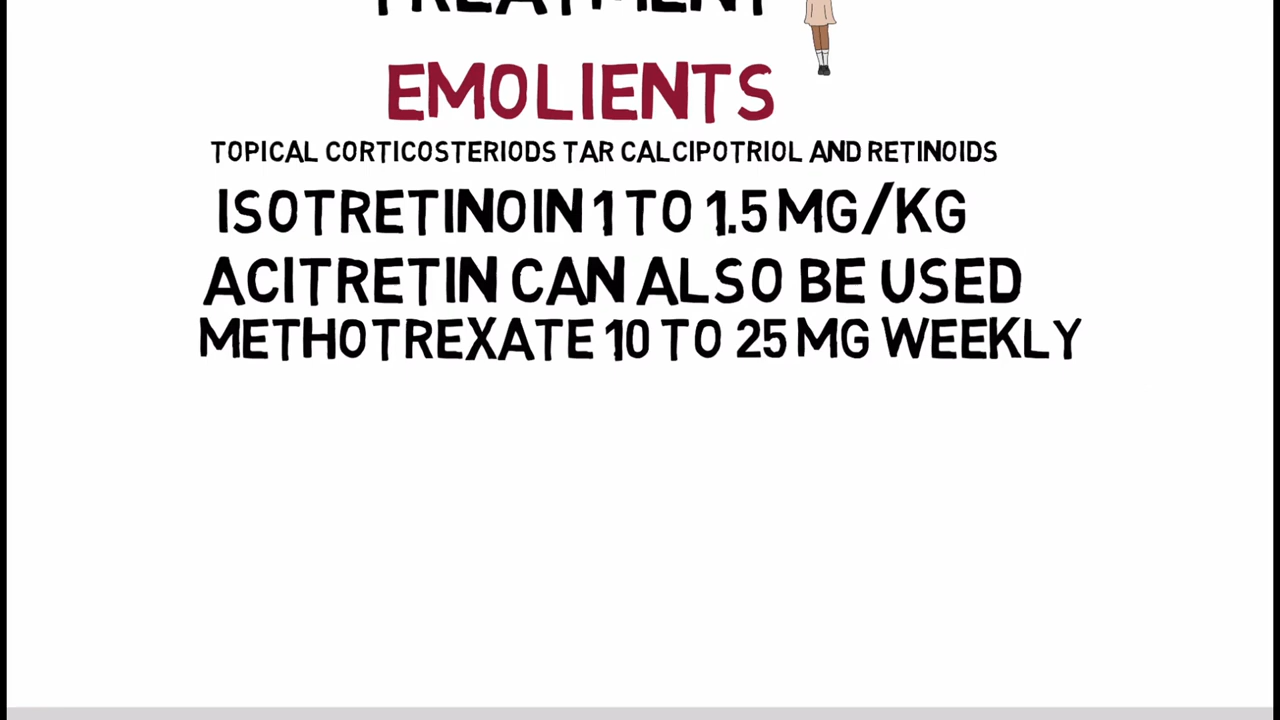 TREATMENT
EMOLIENTS
TOPICAL CORTICOSTERIODS TAR CALCIPOTRIOL AND RETINOIDS
ISOTRETINOIN 1 TO 1.5 MG/KG
ACITRETIN CAN ALSO BE USED
METHOTREXATE 10 TO 25 MG WEEKLY